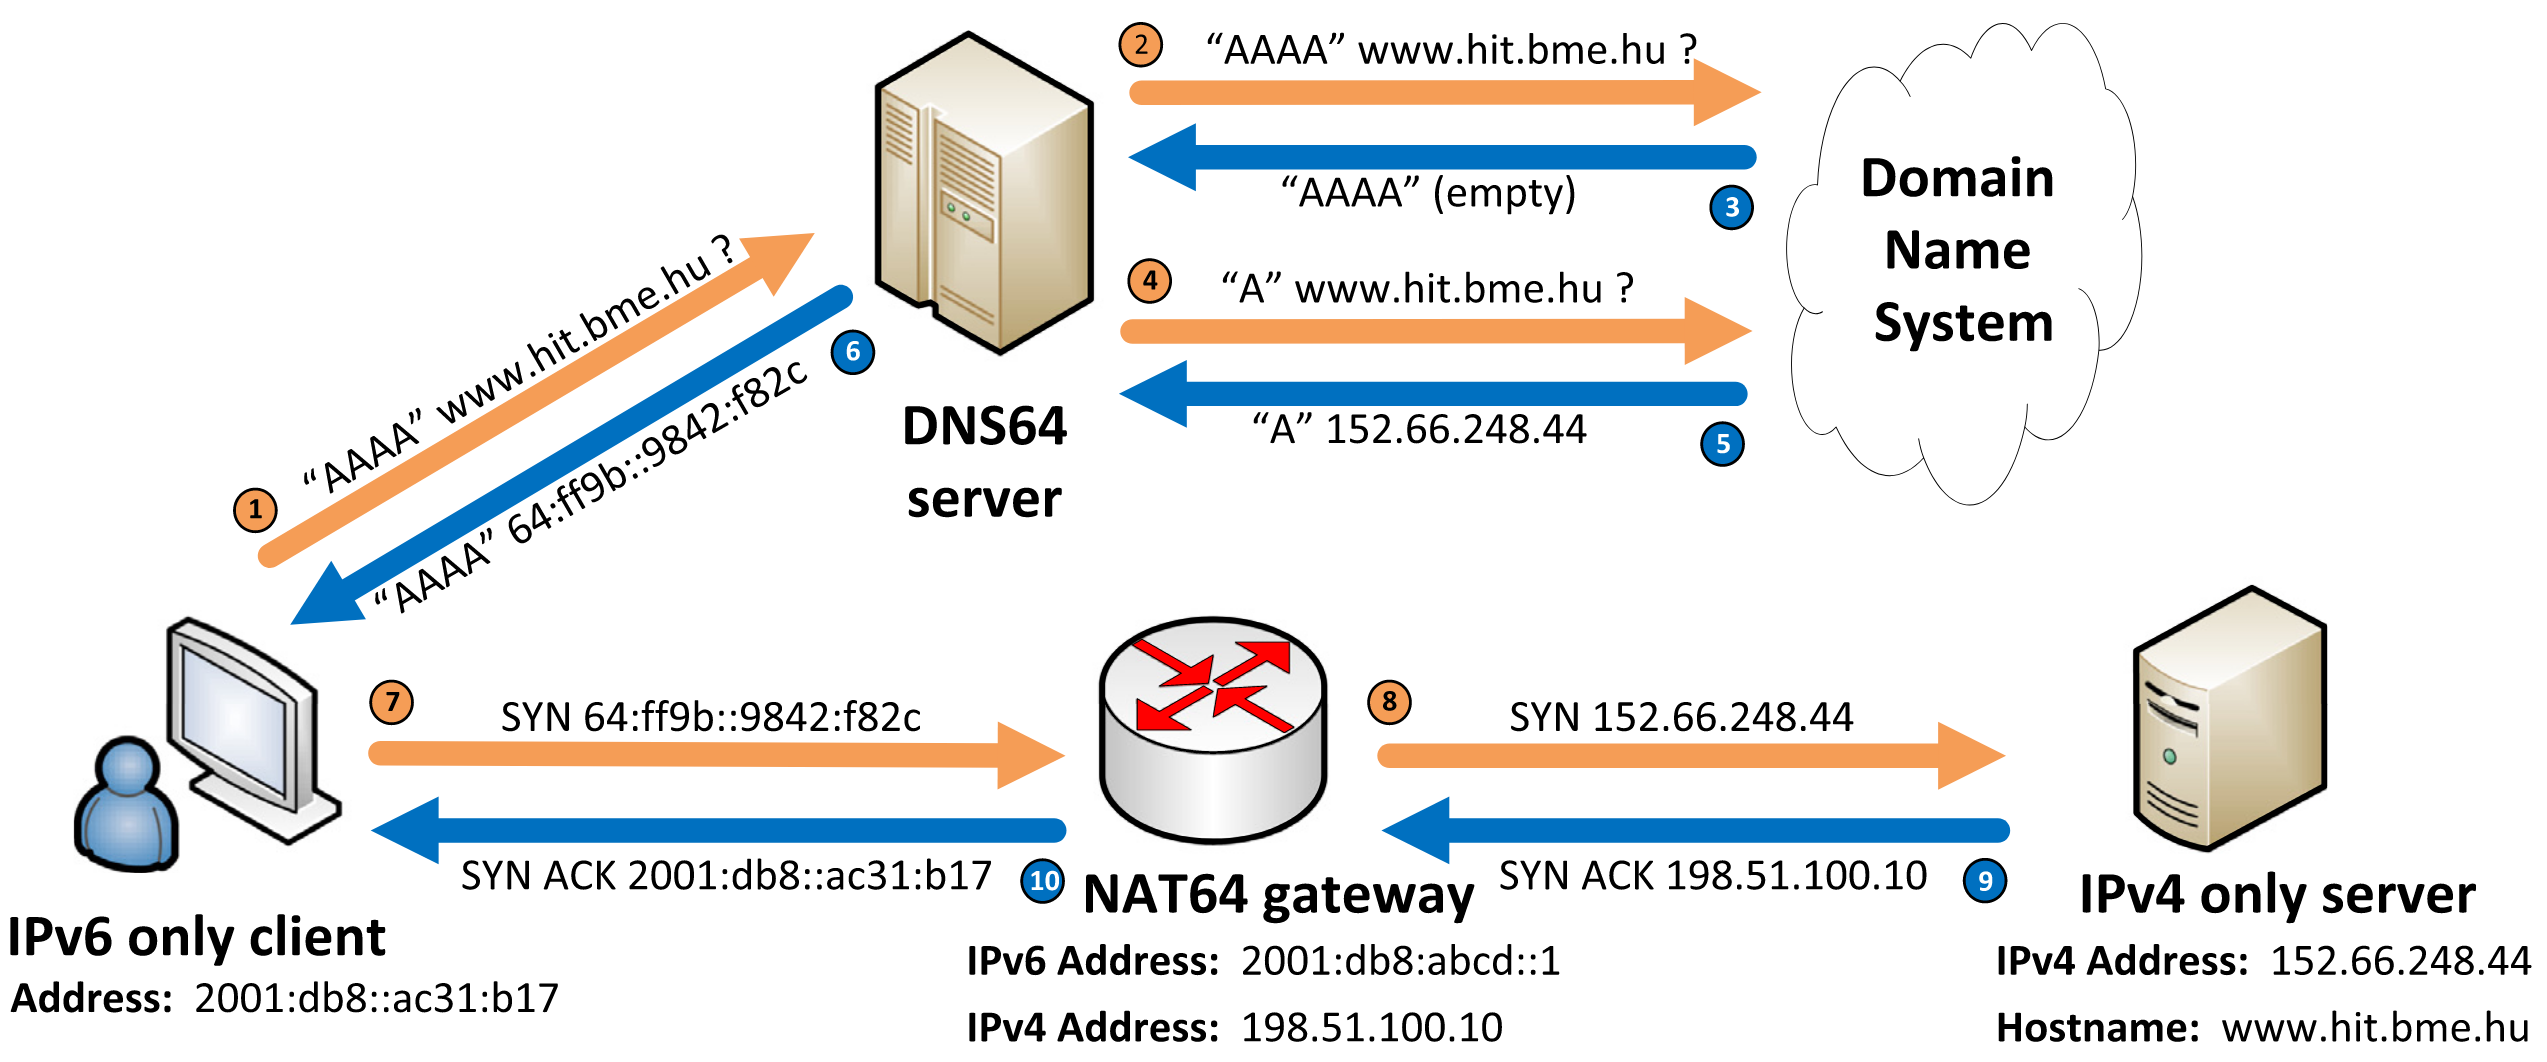 2 “AAAA” www.hit.bme.hu ?
“AAAA” (empty) 3
4 “A” www.hit.bme.hu ?
“A” 152.66.248.44 5
Domain
Name
System
1 “AAAA” www.hit.bme.hu ?
“AAAA” 64:ff9b::9842:f82c 6
DNS64
server
7 SYN 64:ff9b::9842:f82c
8 SYN 152.66.248.44
SYN ACK 2001:db8::ac31:b17 10
SYN ACK 198.51.100.10 9
IPv6 only client
Address: 2001:db8::ac31:b17
NAT64 gateway
IPv6 Address: 2001:db8:abcd::1
IPv4 Address: 198.51.100.10
IPv4 only server
IPv4 Address: 152.66.248.44
Hostname: www.hit.bme.hu